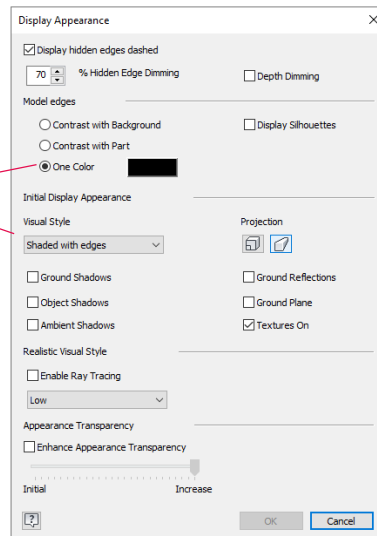 Display Appearance
Display hidden edges dashed
70 % Hidden Edge Dimming Depth Dimming
Model edges
Contrast with Background Display Silhouettes
Contrast with Part
One Color
Initial Display Appearance
Visual Style Projection
Shaded with edges
Ground Shadows Ground Reflections
Object Shadows Ground Plane
Ambient Shadows Textures On
Realistic Visual Style
Enable Ray Tracing
Low
Appearance Transparency
Enhance Appearance Transparency
Initial Increase
? OK Cancel